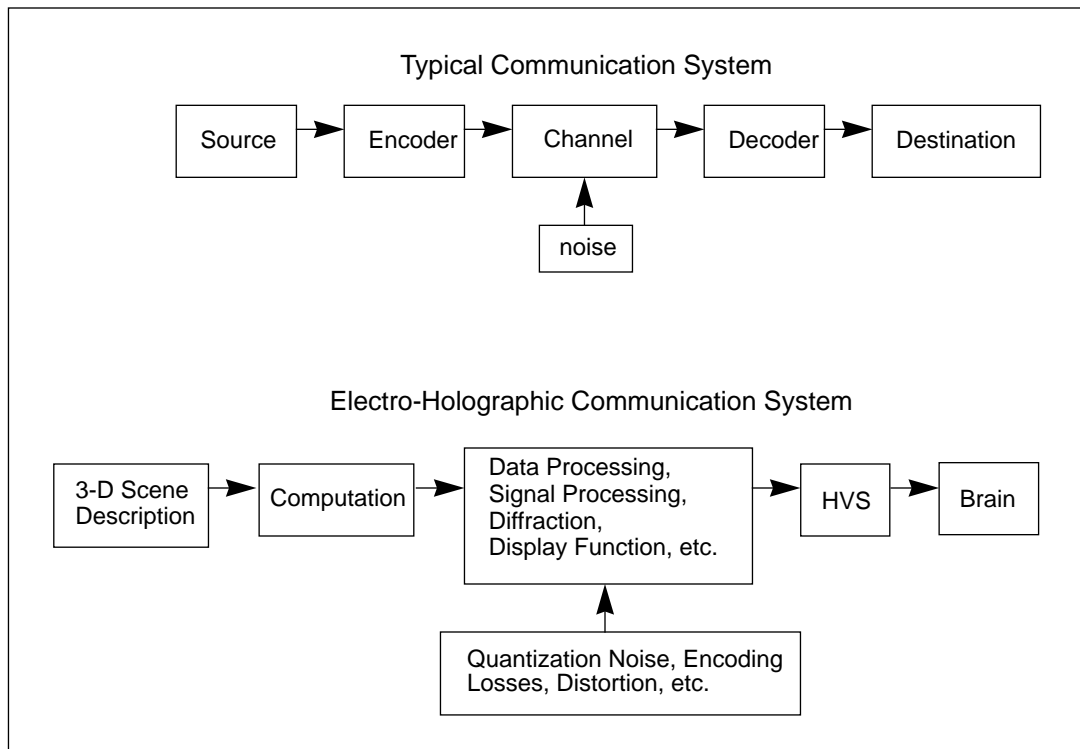 Typical Communication System
Source
Encoder
Channel
Decoder
Destination
noise
Electro-Holographic Communication System
3-D Scene
Description
Computation
Data Processing,
Signal Processing,
Diffraction,
Display Function, etc.
HVS
Brain
Quantization Noise, Encoding
Losses, Distortion, etc.